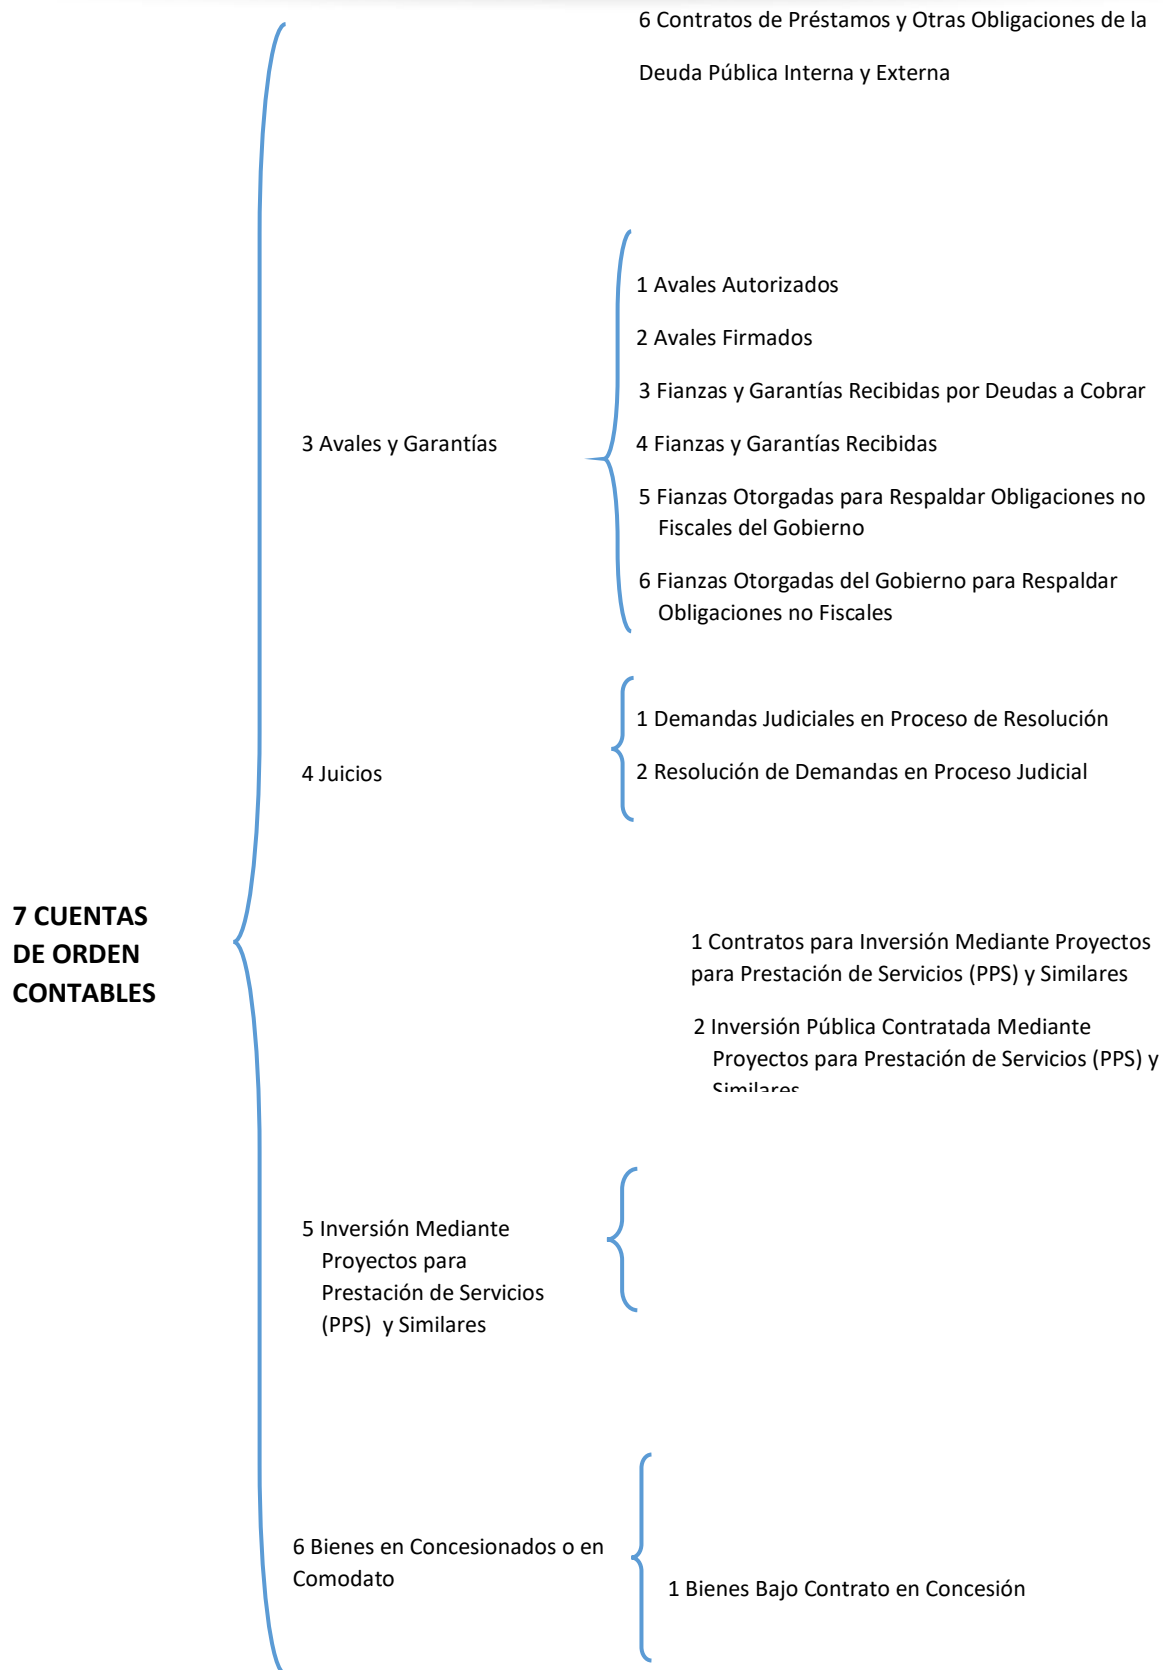 6 Contratos de Préstamos y Otras Obligaciones de la
Deuda Pública Interna y Externa
1 Avales Autorizados
2 Avales Firmados
3 Fianzas y Garantías Recibidas por Deudas a Cobrar
3 Avales y Garantías
4 Fianzas y Garantías Recibidas
5 Fianzas Otorgadas para Respaldar Obligaciones no
Fiscales del Gobierno
6 Fianzas Otorgadas del Gobierno para Respaldar
Obligaciones no Fiscales
4 Juicios
1 Demandas Judiciales en Proceso de Resolución
2 Resolución de Demandas en Proceso Judicial
7 CUENTAS
DE ORDEN
CONTABLES
1 Contratos para Inversión Mediante Proyectos
para Prestación de Servicios (PPS) y Similares
2 Inversión Pública Contratada Mediante
Proyectos para Prestación de Servicios (PPS) y
Similares
5 Inversión Mediante
Proyectos para
Prestación de Servicios
(PPS) y Similares
6 Bienes en Concesionados o en
Comodato
1 Bienes Bajo Contrato en Concesión